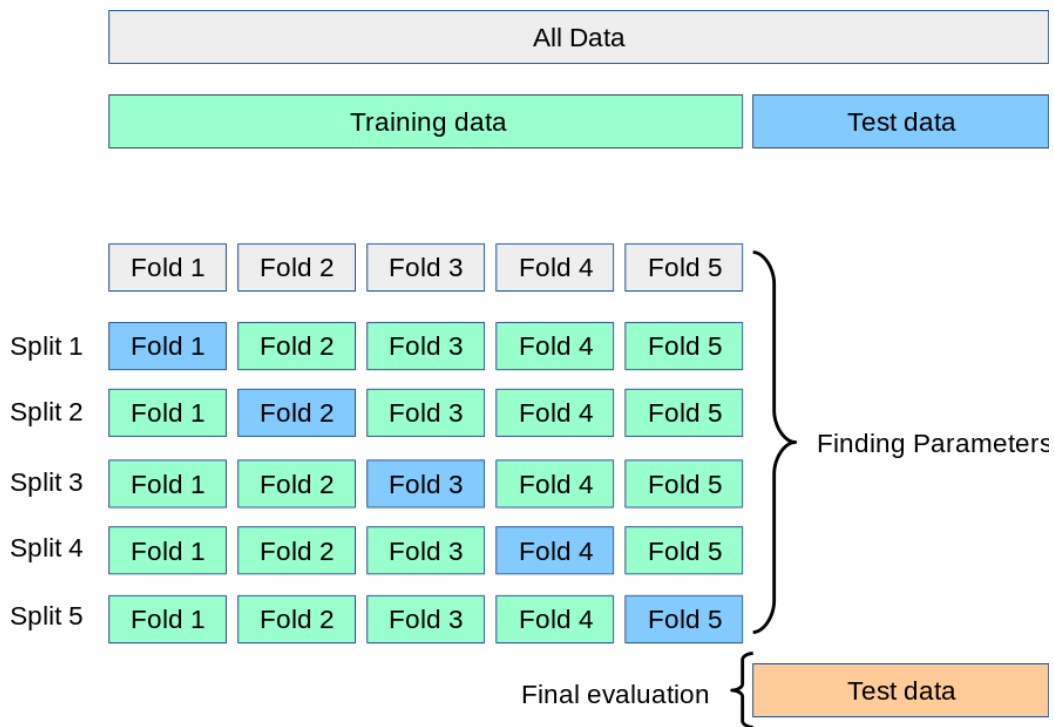 All Data
Training data Test data
Fold 1 Fold 2 Fold 3 Fold 4 Fold 5
Split 1 Fold 1 Fold 2 Fold 3 Fold 4 Fold 5
Split 2 Fold 1 Fold 2 Fold 3 Fold 4 Fold 5
Finding Parameters
Split 3 Fold 1 Fold 2 Fold 3 Fold 4 Fold 5
Split 4 Fold 1 Fold 2 Fold 3 Fold 4 Fold 5
Split 5 Fold 1 Fold 2 Fold 3 Fold 4 Fold 5
Final evaluation Test data